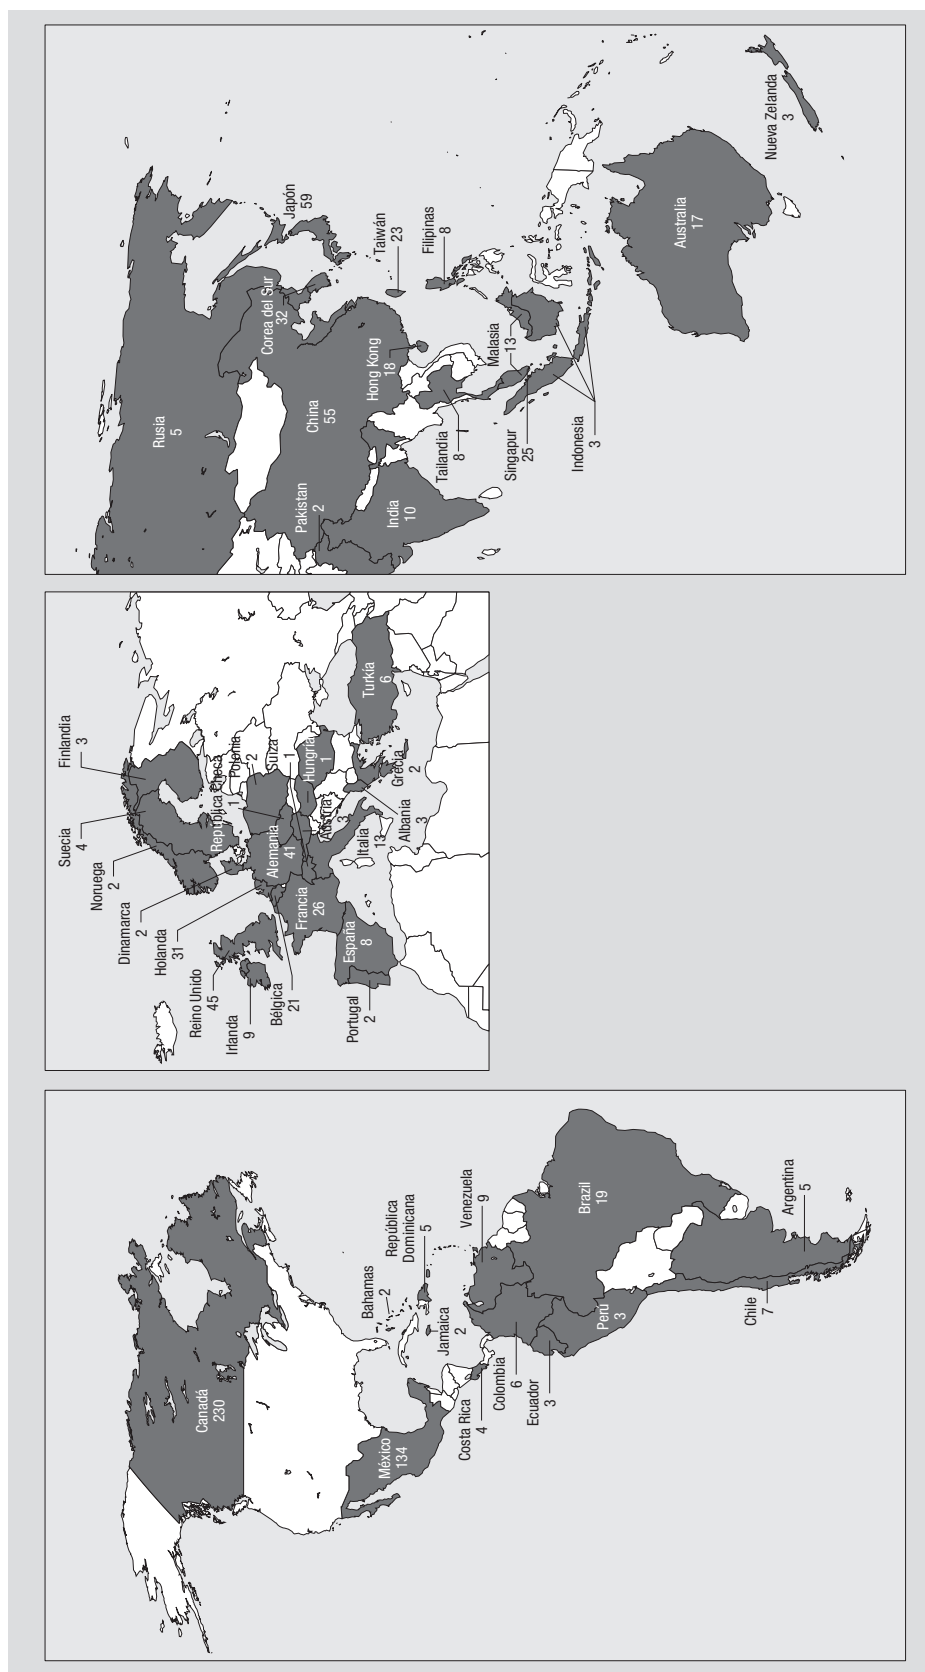 Canadá
230
México
134
Bahamas
2
República
Dominicana
5
Jamaica
2
Costa Rica
4
Venezuela
9
Colombia
6
Ecuador
3
Perú
3
Brazil
19
Chile
7
Argentina
5
Finlandia
3
Suecia
4
Noruega
2
Dinamarca
2
Holanda
31
Reino Unido
45
Irlanda
9
Bélgica
21
República Checa
1
Polonia
2
Suiza
1
Hungría
1
Alemania
41
Austria
3
Francia
26
España
8
Portugal
2
Italia
13
Albania
3
Grecia
2
Turkía
6
Rusia
5
Japón
59
Corea del Sur
32
Taiwán
23
China
55
Hong Kong
18
Filipinas
8
Pakistan
2
India
10
Tailandia
8
Malasia
13
Singapur
25
Indonesia
3
Australia
17
Nueva Zelanda
3